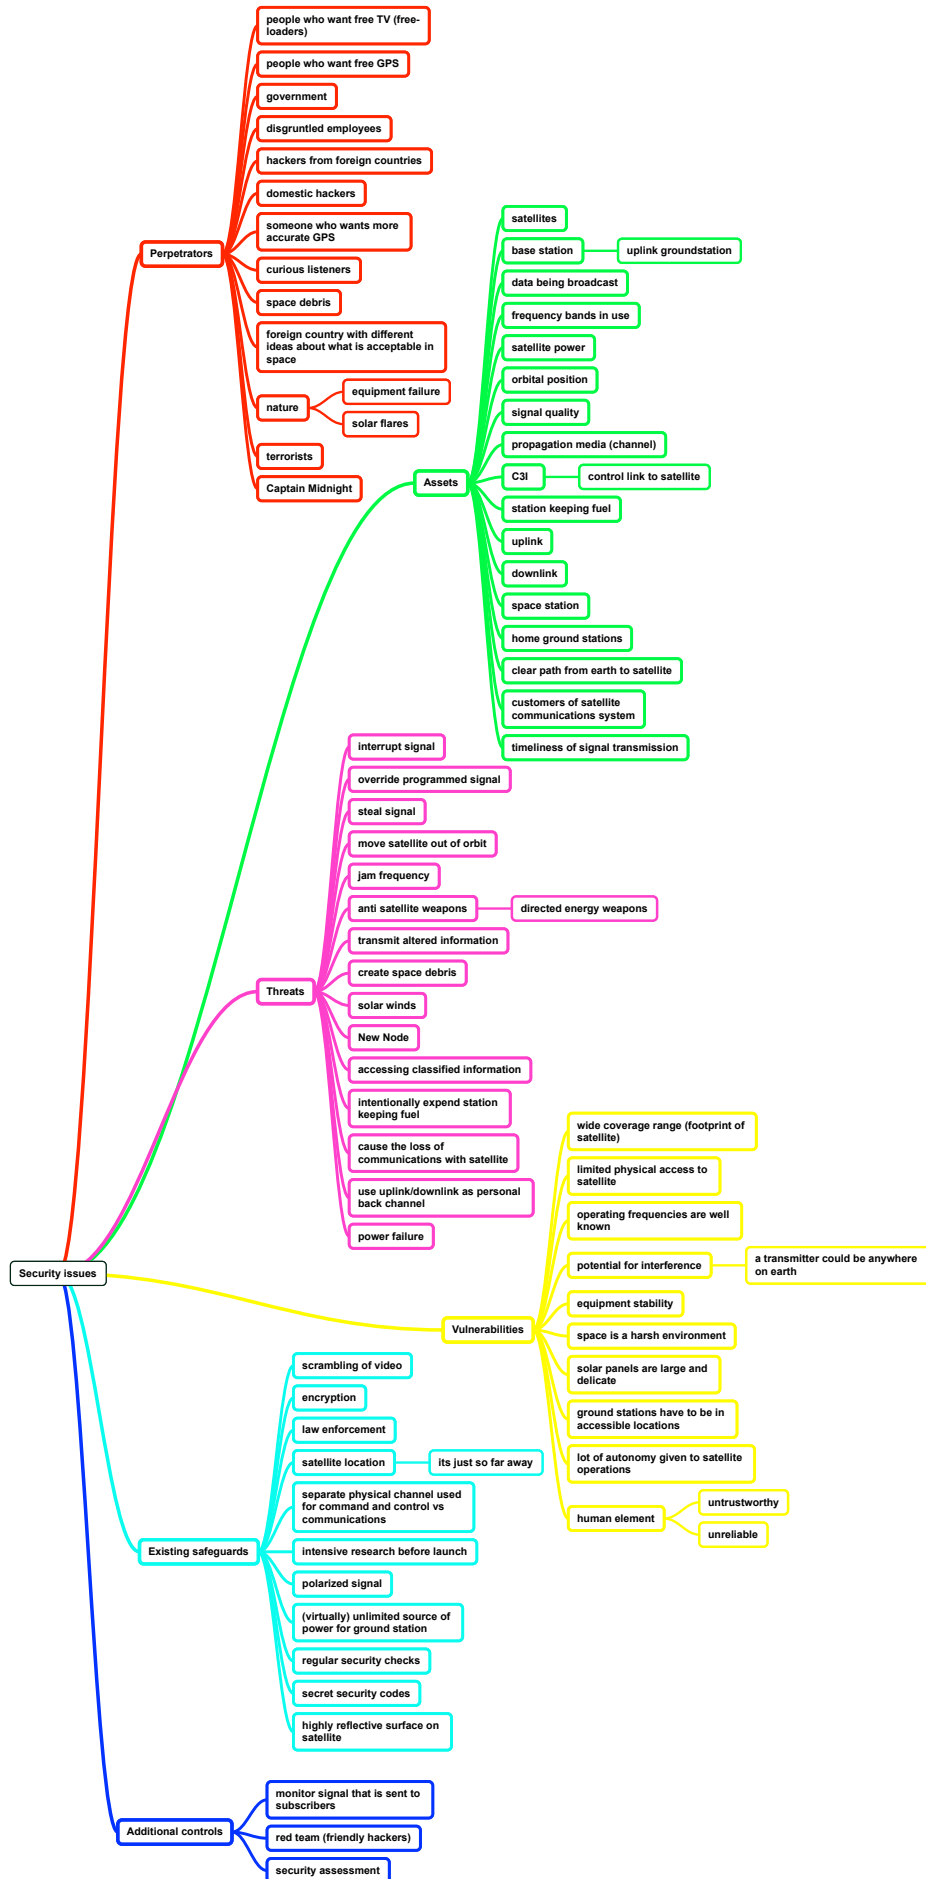 people who want free TV (free-
loaders)
people who want free GPS
government
disgruntled employees
hackers from foreign countries
domestic hackers
someone who wants more
accurate GPS
Perpetrators
curious listeners
space debris
foreign country with different
ideas about what is acceptable in
space
nature
equipment failure
solar flares
terrorists
Captain Midnight
satellites
base station
uplink groundstation
data being broadcast
frequency bands in use
satellite power
orbital position
signal quality
propagation media (channel)
Assets
C3I
control link to satellite
station keeping fuel
uplink
downlink
space station
home ground stations
clear path from earth to satellite
customers of satellite
communications system
timeliness of signal transmission
interrupt signal
override programmed signal
steal signal
move satellite out of orbit
jam frequency
anti satellite weapons
directed energy weapons
transmit altered information
create space debris
Threats
solar winds
New Node
accessing classified information
intentionally expend station
keeping fuel
cause the loss of
communications with satellite
use uplink/downlink as personal
back channel
power failure
Security issues
wide coverage range (footprint of
satellite)
limited physical access to
satellite
operating frequencies are well
known
potential for interference
a transmitter could be anywhere
on earth
equipment stability
Vulnerabilities
space is a harsh environment
solar panels are large and
delicate
ground stations have to be in
accessible locations
lot of autonomy given to satellite
operations
human element
untrustworthy
unreliable
scrambling of video
encryption
law enforcement
satellite location
its just so far away
separate physical channel used
for command and control vs
communications
Existing safeguards
intensive research before launch
polarized signal
(virtually) unlimited source of
power for ground station
regular security checks
secret security codes
highly reflective surface on
satellite
monitor signal that is sent to
subscribers
Additional controls
red team (friendly hackers)
security assessment